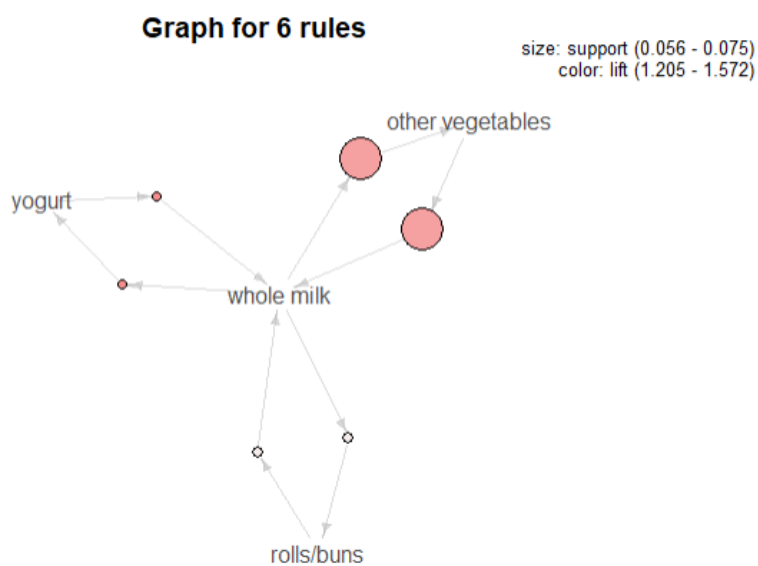 Graph for 6 rules
size: support (0.056 - 0.075)
color: lift (1.205 - 1.572)
other vegetables
yogurt
whole milk
rolls/buns